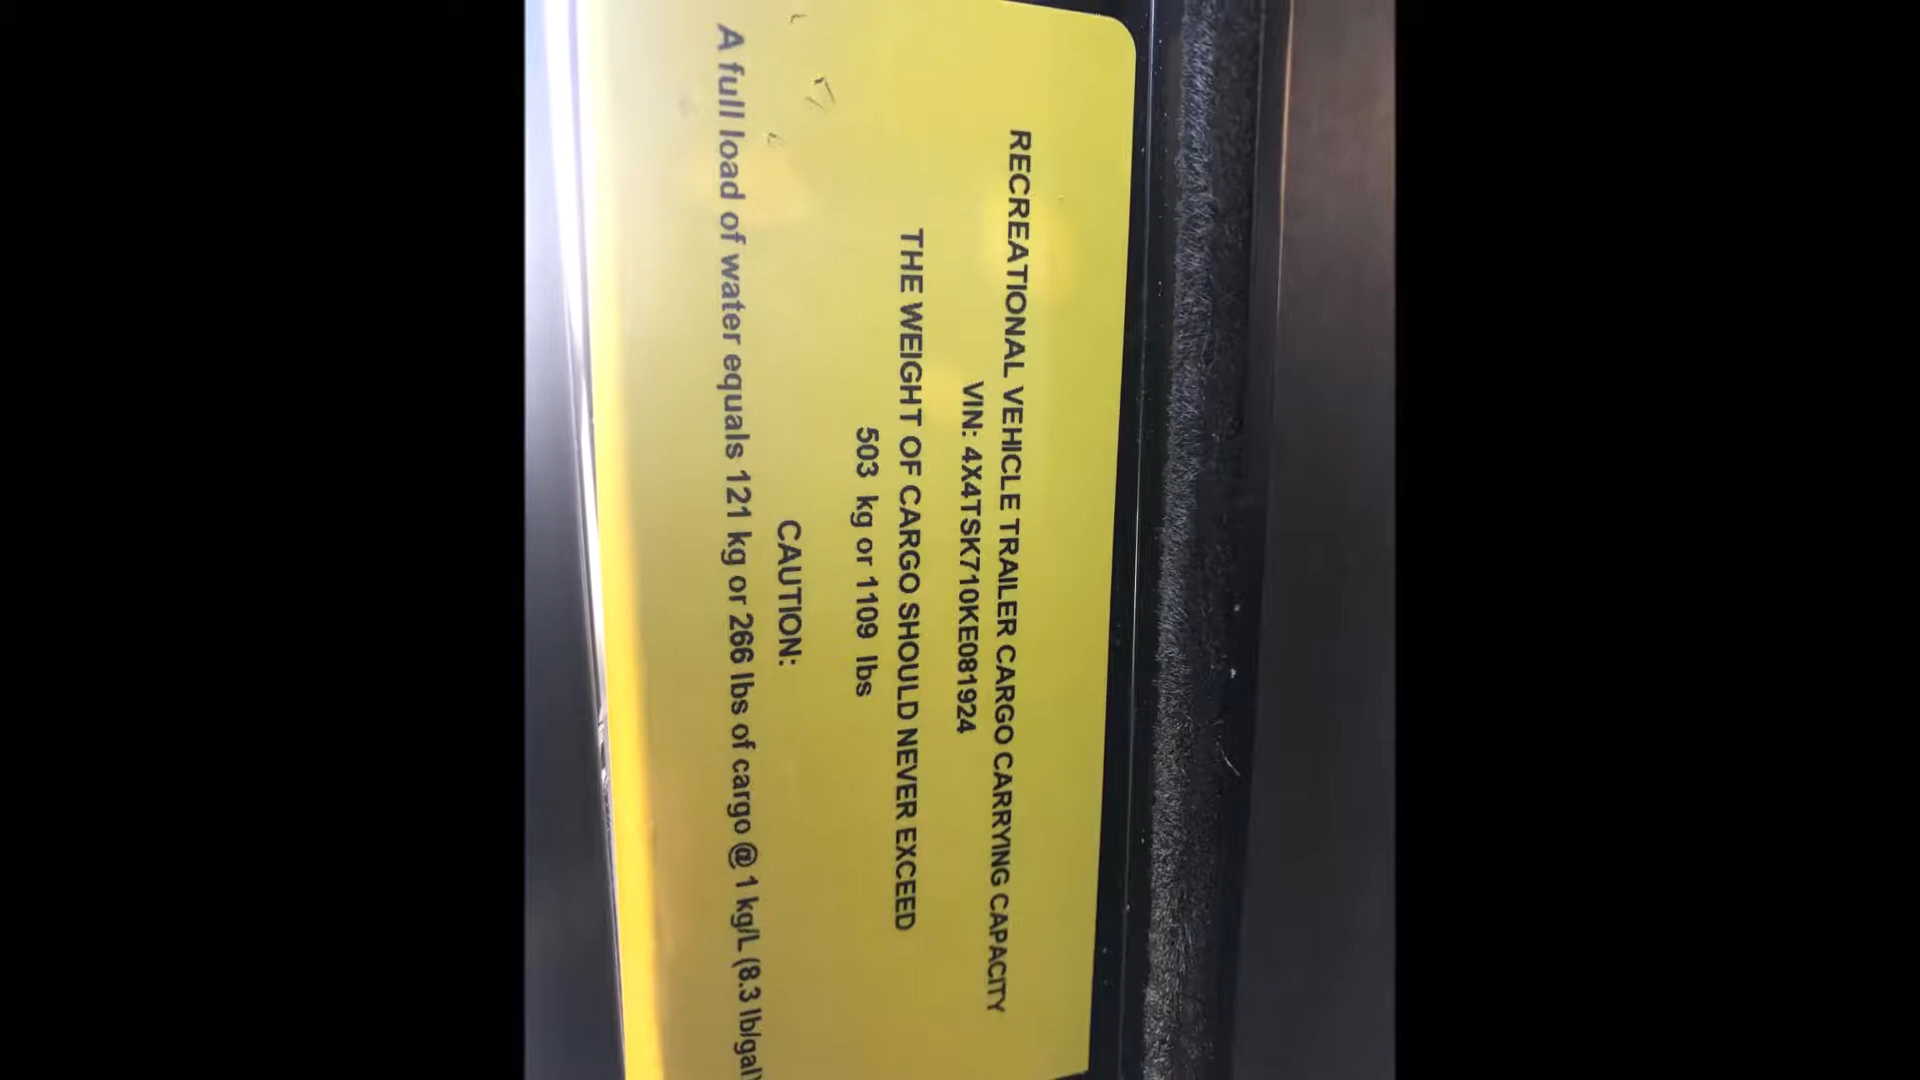 RECREATIONAL VEHICLE TRAILER CARGO CARRYING CAPACITY
VIN: 4X4TSK710KE081924
THE WEIGHT OF CARGO SHOULD NEVER EXCEED
503 kg or 1109 lbs
CAUTION:
A full load of water equals 121 kg or 266 lbs of cargo @ 1 kg/L (8.3 lb/gal)